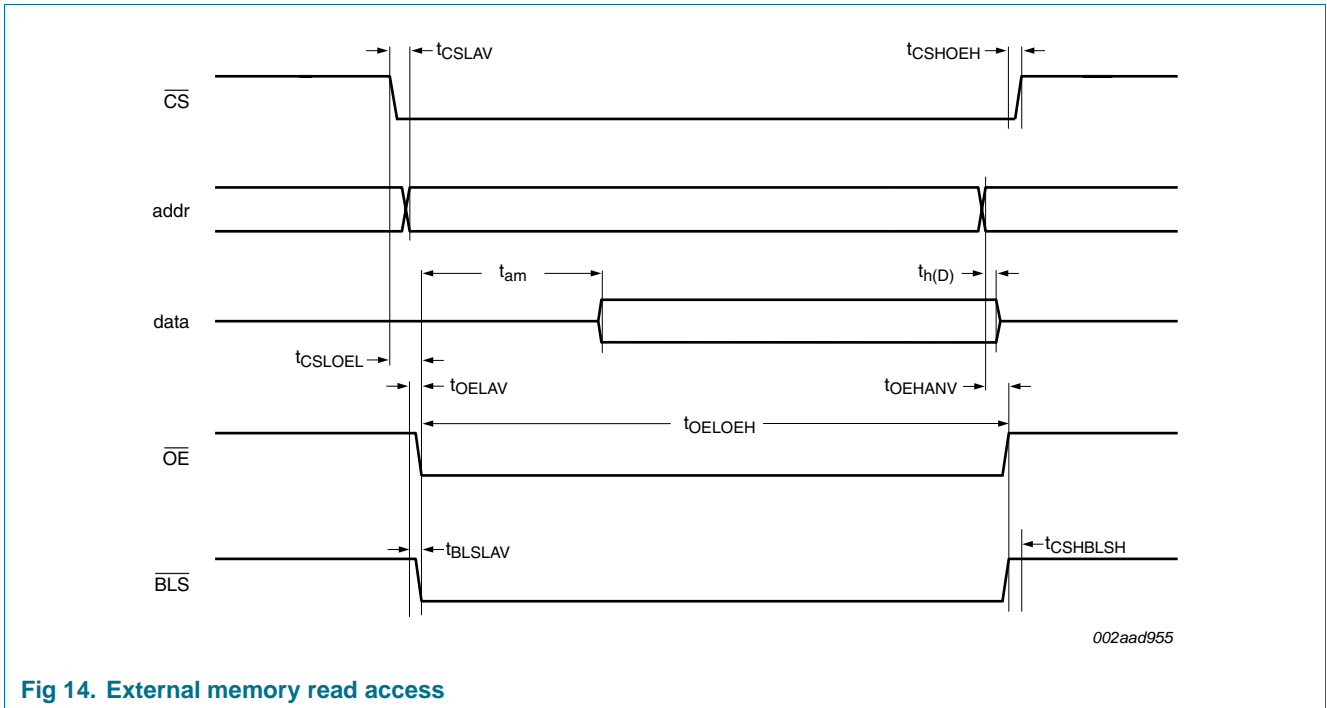 tCSLAV
tCSHOEH
CS
addr
tam
th(D)
data
tCSLOEL
tOELAV
tOEHANV
tOELOEH
OE
tBLSLAV
tCSHBLSH
BLS
002aad955
Fig 14. External memory read access